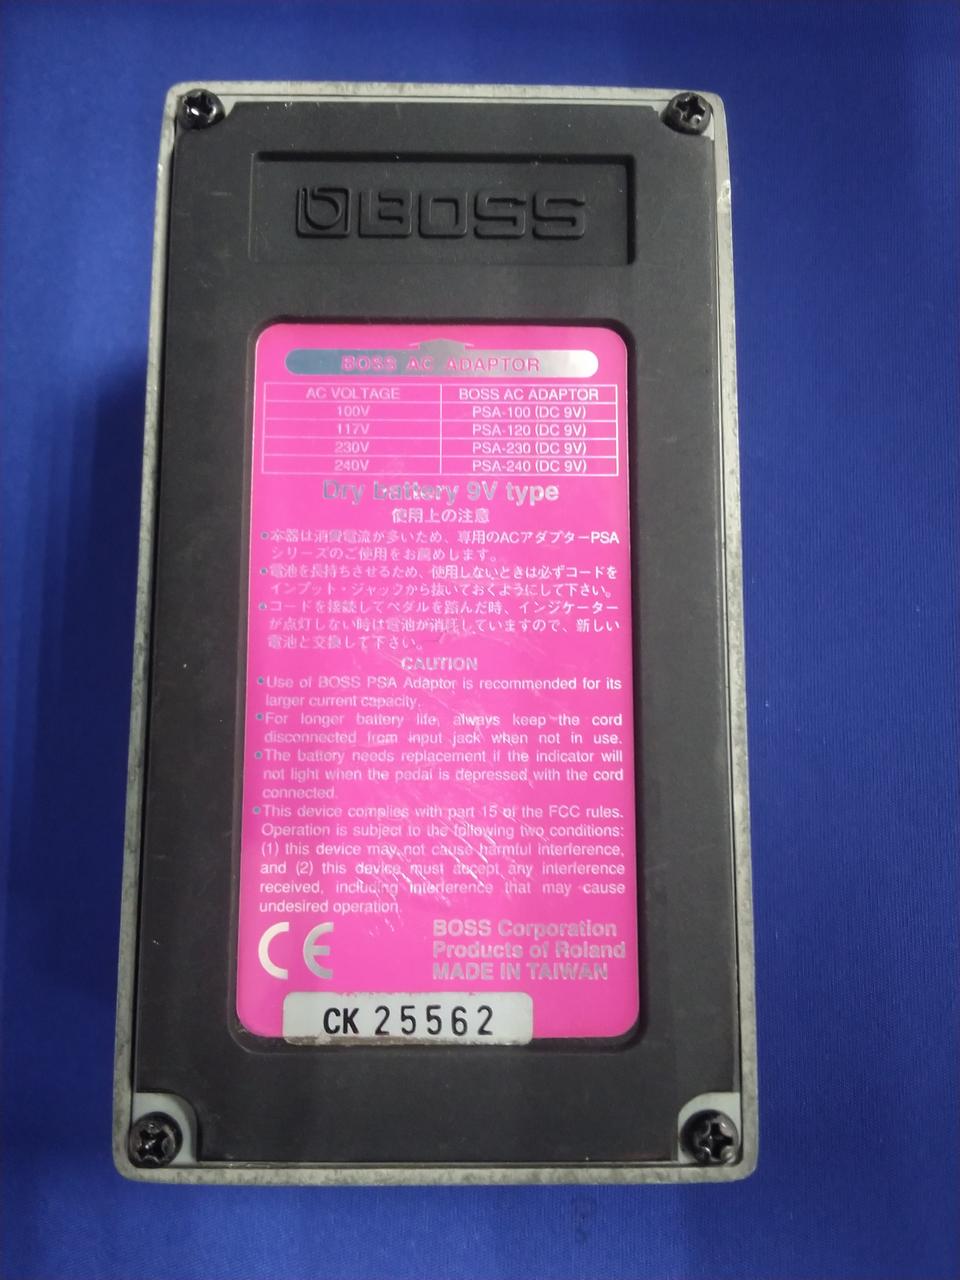 BOSS
BOSS AC ADAPTOR
AC VOLTAGE BOSS AC ADAPTOR
100V PSA-100 (DC 9V)
117V PSA-120 (DC 9V)
230V PSA-230 (DC 9V)
240V PSA-240 (DC 9V)
Dry battery 9V type
使用上の注意
●本器は消費電流が多いため、専用のACアダプターPSA
シリーズのご使用をお薦めします。
●電池を長持ちさせるため、使用しないときは必ずコードを
インプット・ジャックから抜いておくようにして下さい。
●コードを接続してペダルを踏んだ時、インジケーター
が点灯しない時は電池が消耗していますので、新しい
電池と交換して下さい。
CAUTION
●Use of BOSS PSA Adaptor is recommended for its
larger current capacity.
●For longer battery life, always keep the cord
disconnected from input jack when not in use.
●The battery needs replacement if the indicator will
not light when the pedal is depressed with the cord
connected.
●This device complies with part 15 of the FCC rules.
Operation is subject to the following two conditions:
(1) this device may not cause harmful interference,
and (2) this device must accept any interference
received, including interference that may cause
undesired operation.
CE
BOSS Corporation
Products of Roland
MADE IN TAIWAN
CK 25562